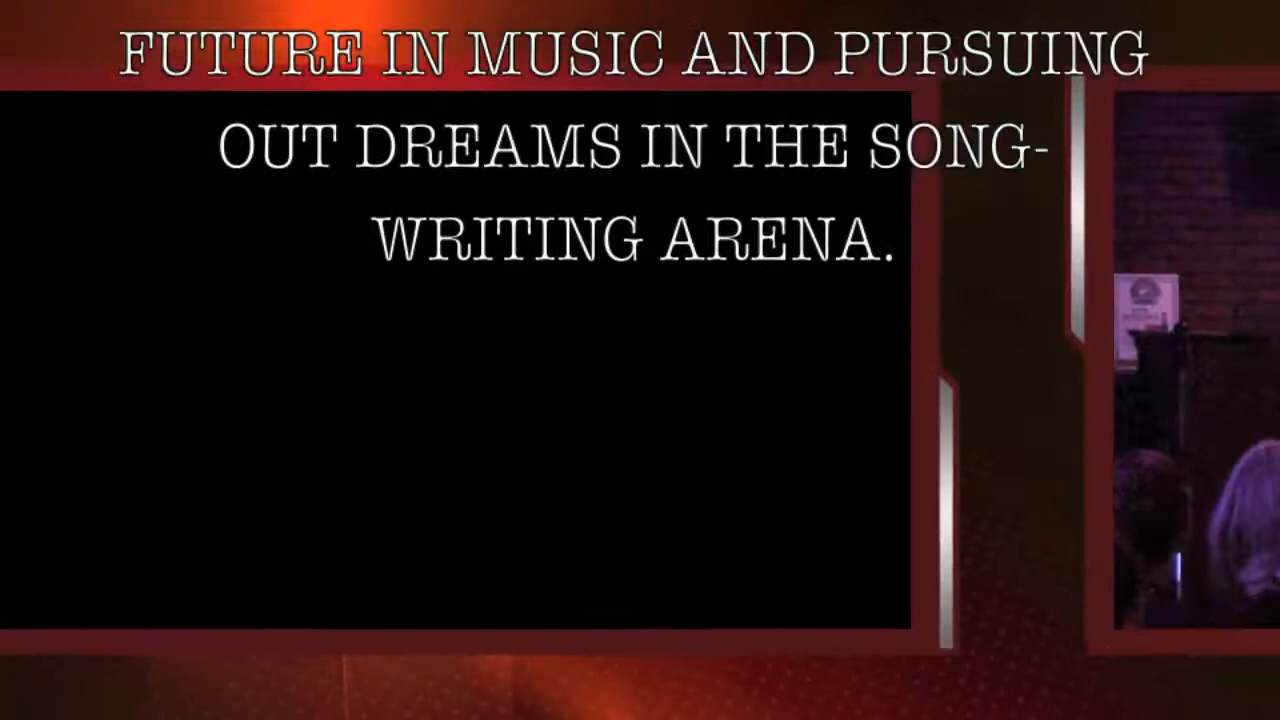 FUTURE IN MUSIC AND PURSUING
OUT DREAMS IN THE SONG-
WRITING ARENA.